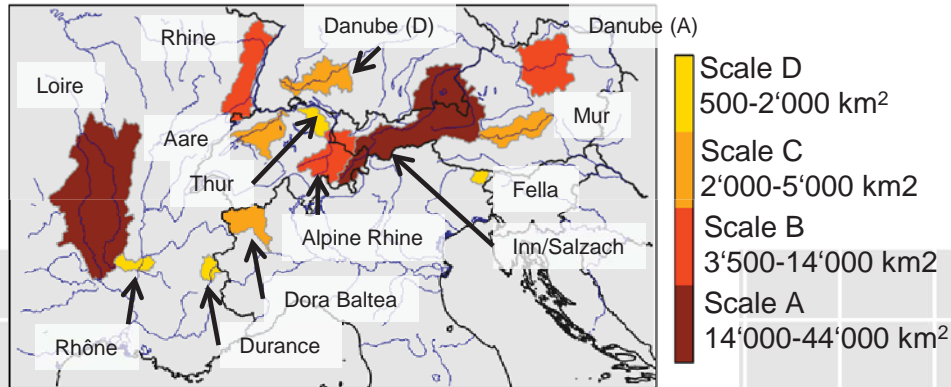 Rhine
Danube (D)
Danube (A)
Loire
Aare
Mur
Thur
Fella
Alpine Rhine
Inn/Salzach
Dora Baltea
Rhône
Durance
Scale D
500-2‘000 km²
Scale C
2‘000-5‘000 km2
Scale B
3‘500-14‘000 km2
Scale A
14‘000-44‘000 km²